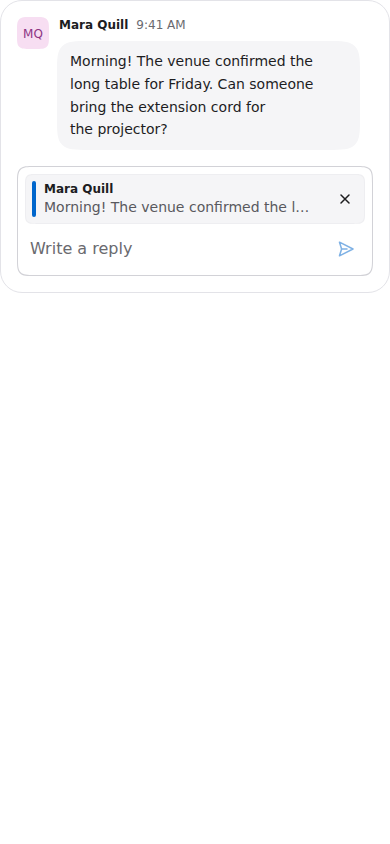 MQ
Mara Quill 9:41 AM
Morning! The venue confirmed the
long table for Friday. Can someone
bring the extension cord for
the projector?
Mara Quill
Morning! The venue confirmed the l…
Write a reply